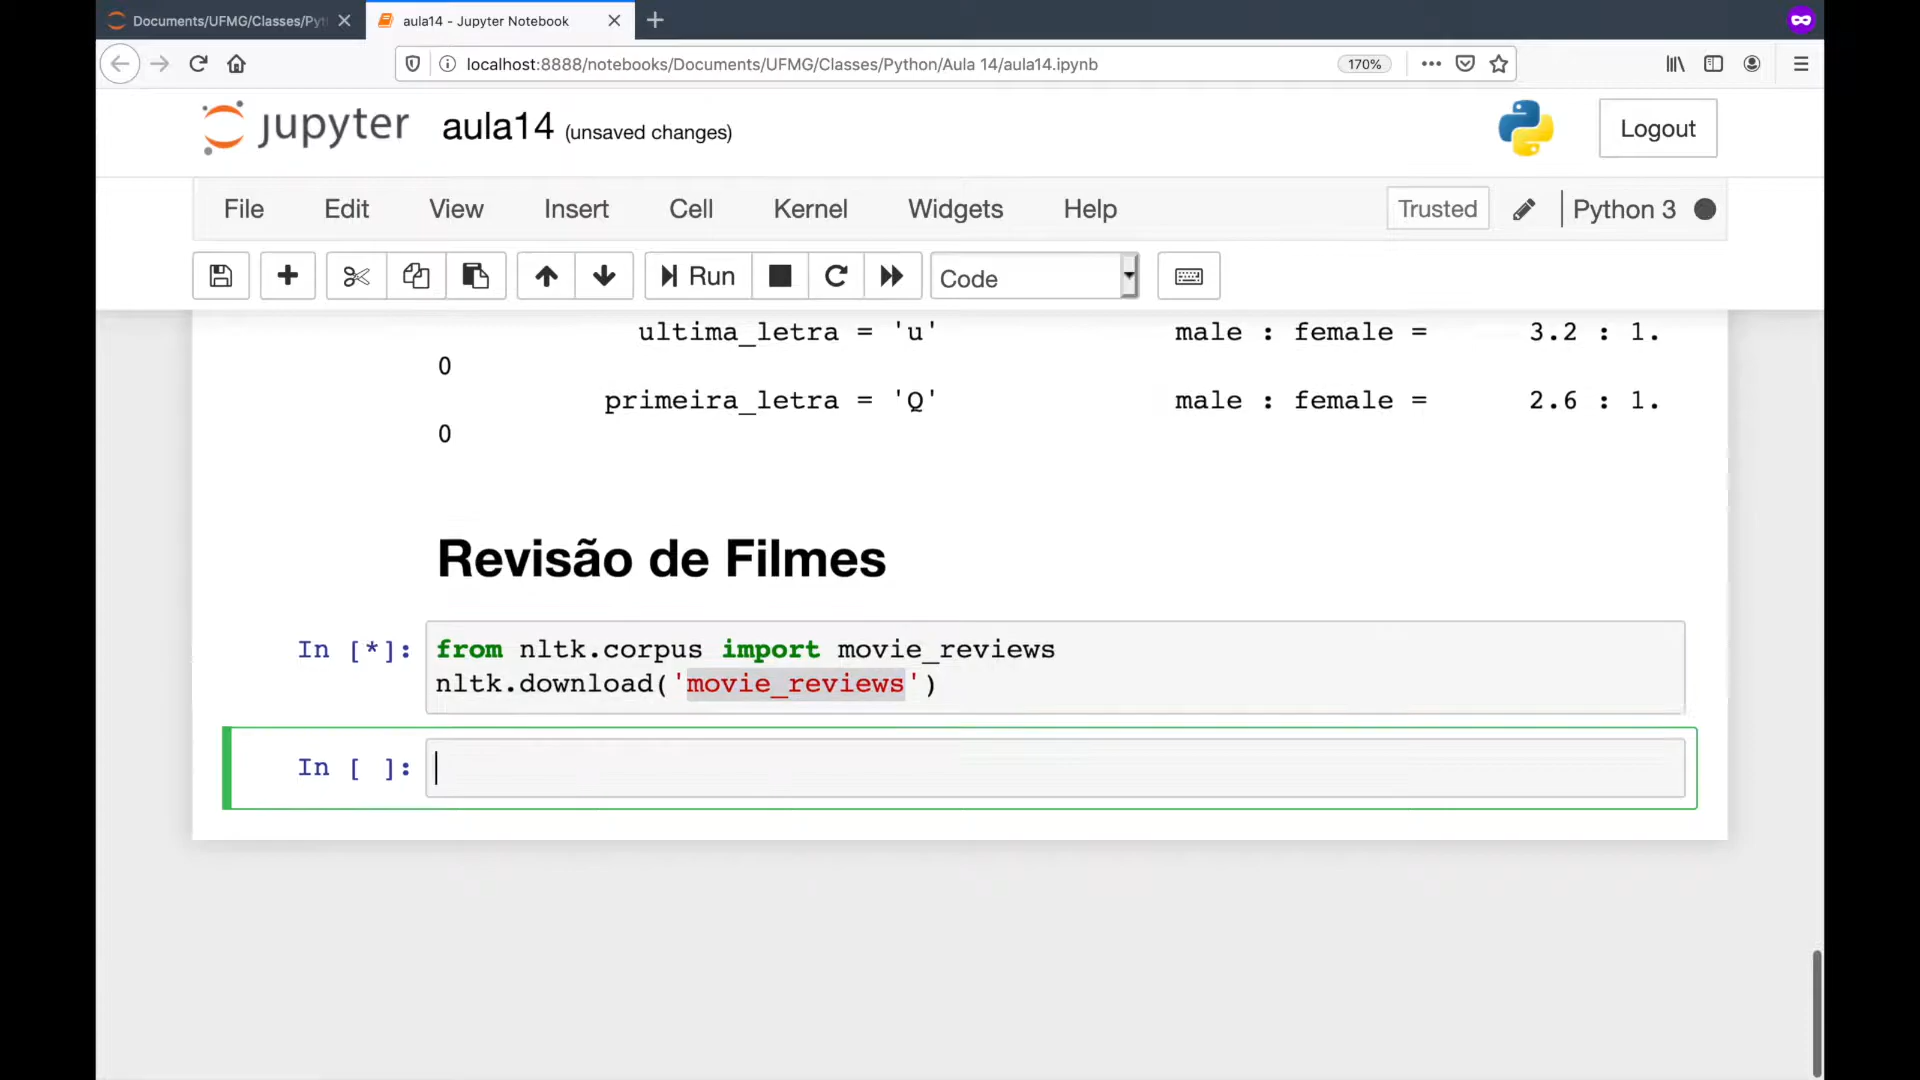 Documents/UFMG/Classes/Pyt
aula14 - Jupyter Notebook
localhost:8888/notebooks/Documents/UFMG/Classes/Python/Aula 14/aula14.ipynb
170%
jupyter aula14 (unsaved changes)
Logout
File Edit View Insert Cell Kernel Widgets Help
Trusted
Python 3
Run
Code
ultima_letra = 'u' male : female = 3.2 : 1.
0
primeira_letra = 'Q' male : female = 2.6 : 1.
0
Revisão de Filmes
In [*]: from nltk.corpus import movie_reviews
nltk.download('movie_reviews')
In [ ]: